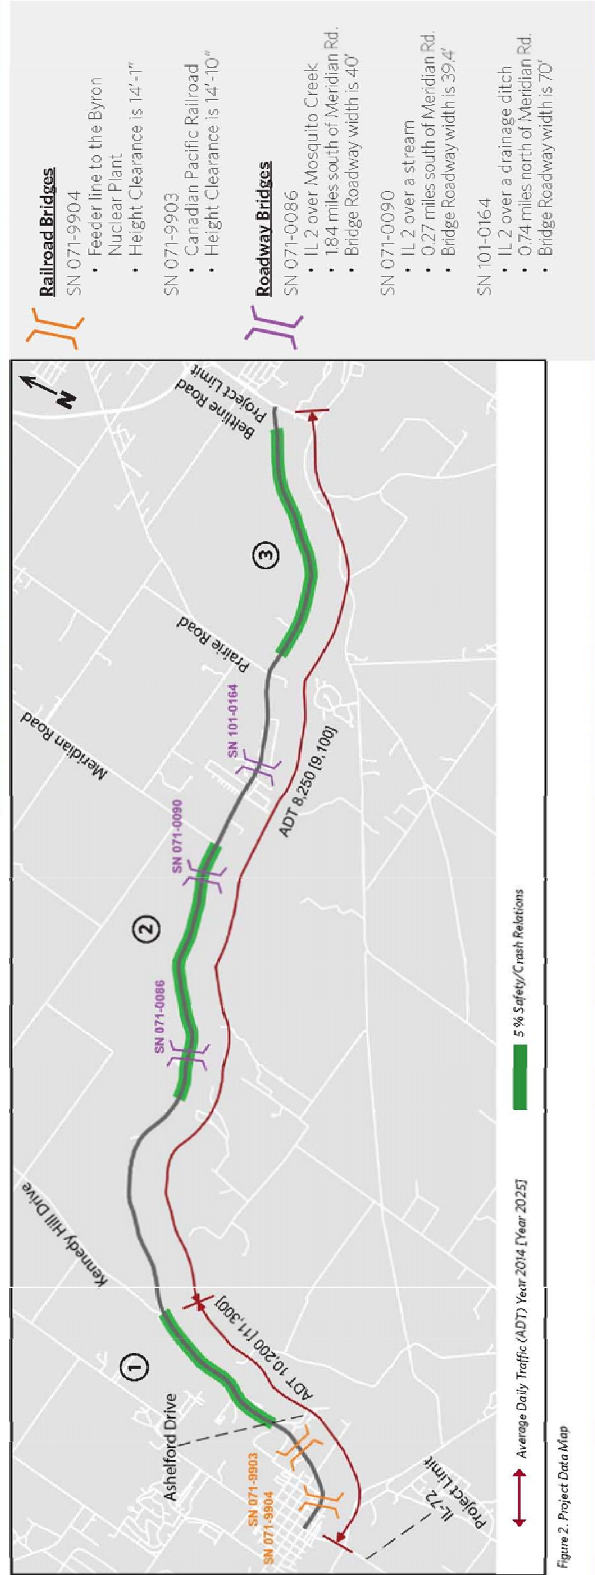 Railroad Bridges
SN 071-9904
• Feeder line to the Byron
Nuclear Plant
• Height Clearance is 14'-1"
SN 071-9903
• Canadian Pacific Railroad
• Height Clearance is 14'-10"
Roadway Bridges
SN 071-0086
• IL 2 over Mosquito Creek
• 1.84 miles south of Meridian Rd.
• Bridge Roadway width is 40'
SN 071-0090
• IL 2 over a stream
• 0.27 miles south of Meridian Rd.
• Bridge Roadway width is 39.4'
SN 101-0164
• IL 2 over a drainage ditch
• 0.74 miles north of Meridian Rd.
• Bridge Roadway width is 70'
N
Beltline Road
Project Limit
3
Prairie Road
Meridian Road
SN 101-0164
ADT 8,250 [9,100]
SN 071-0090
2
SN 071-0086
Kennedy Hill Drive
1
ADT 10,200 [11,300]
Ashelford Drive
SN 071-9903
SN 071-9904
IL-72
Project Limit
Average Daily Traffic (ADT) Year 2014 [Year 2025]
5% Safety/Crash Relations
Figure 2. Project Data Map